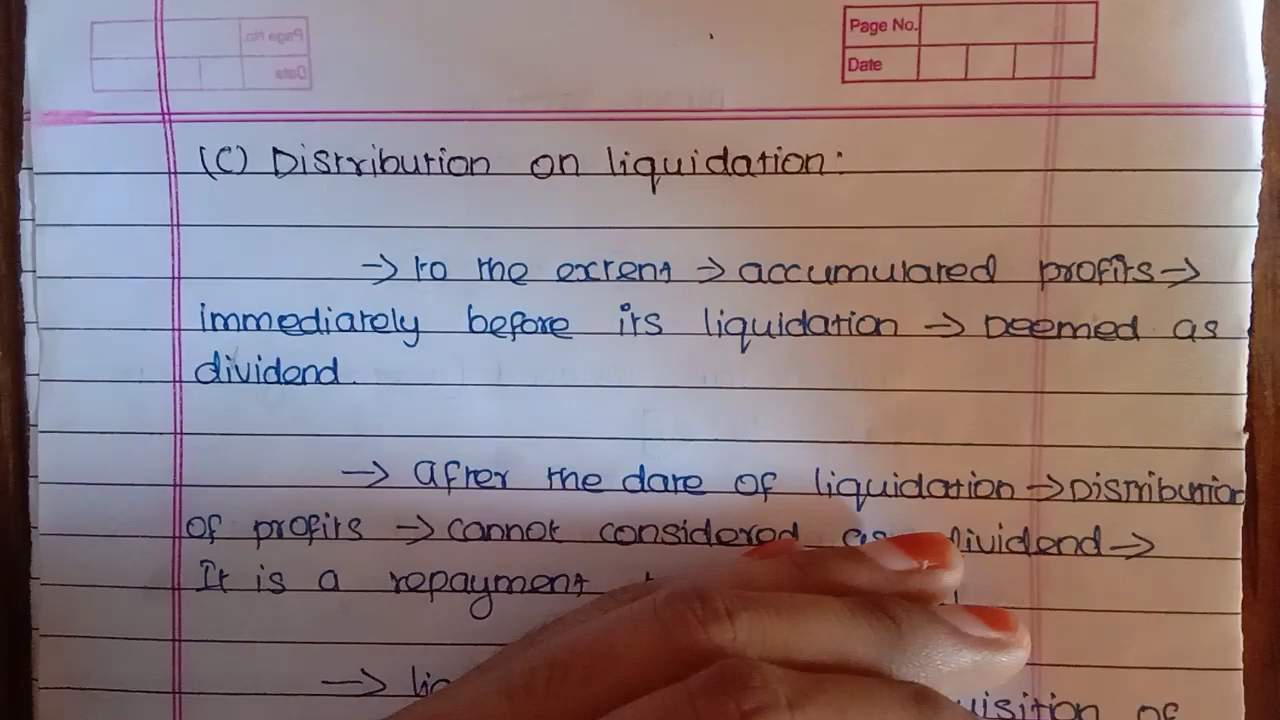 Page No.
Date
(C) Distribution on liquidation:
→ to the extent → accumulated profits →
immediately before its liquidation → Deemed as
dividend.
→ after the date of liquidation → Distribution
of profits → cannot considered as dividend →
It is a repayment
→
of